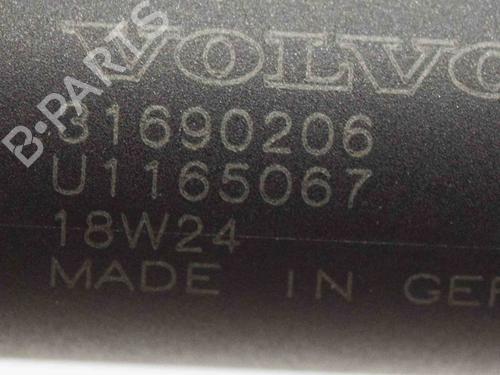 VOLVO
31690206
U1165067
18W24
MADE IN GER
B-PARTS